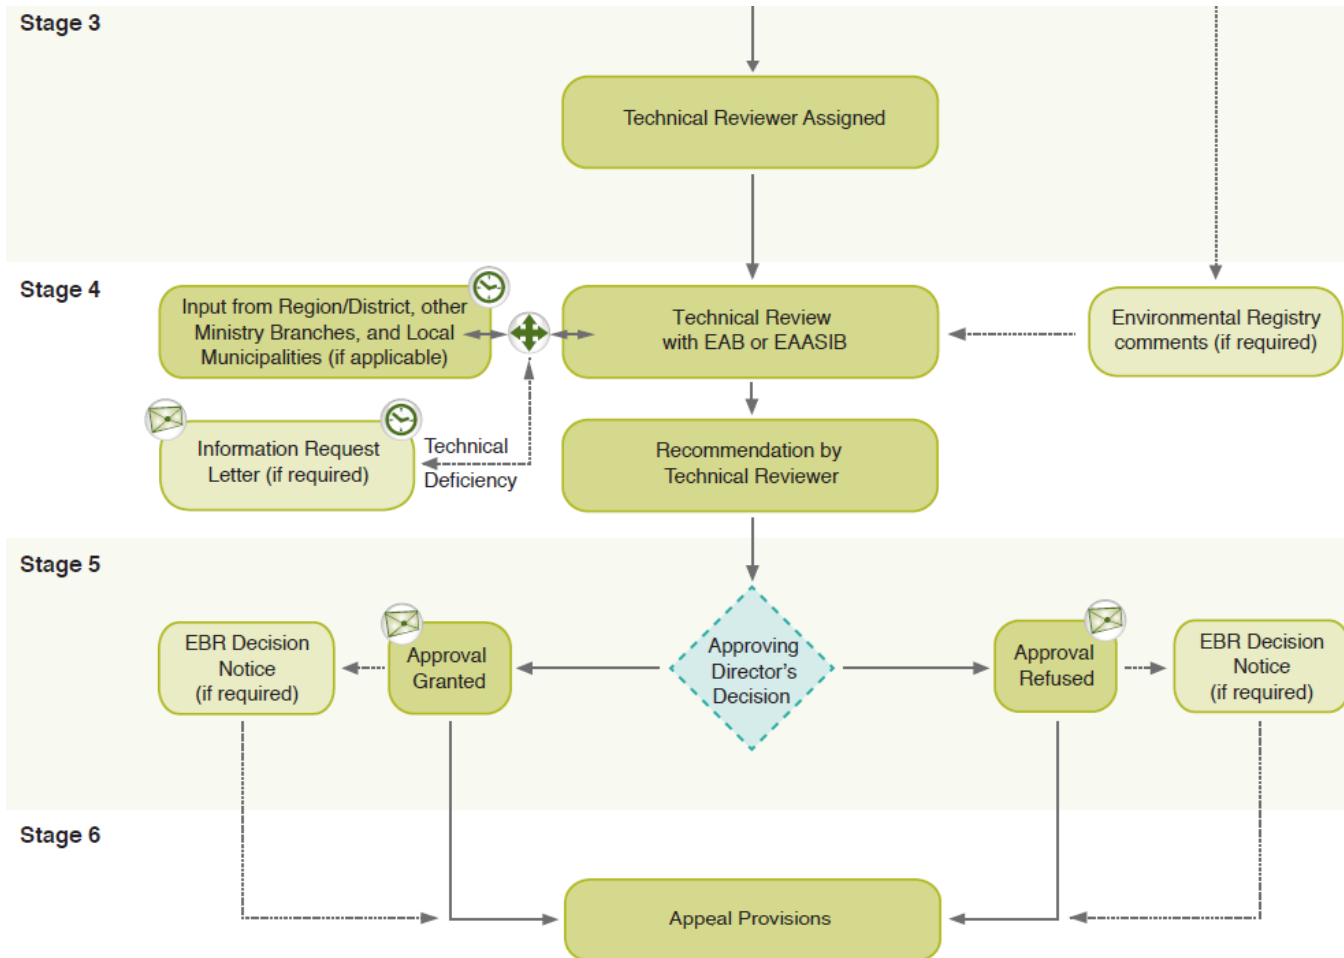 Stage 3
Technical Reviewer Assigned
Stage 4
Input from Region/District, other
Ministry Branches, and Local
Municipalities (if applicable)
Technical Review
with EAB or EAASIB
Environmental Registry
comments (if required)
Information Request
Letter (if required)
Technical
Deficiency
Recommendation by
Technical Reviewer
Stage 5
EBR Decision
Notice
(if required)
Approval
Granted
Approving
Director's
Decision
Approval
Refused
EBR Decision
Notice
(if required)
Stage 6
Appeal Provisions